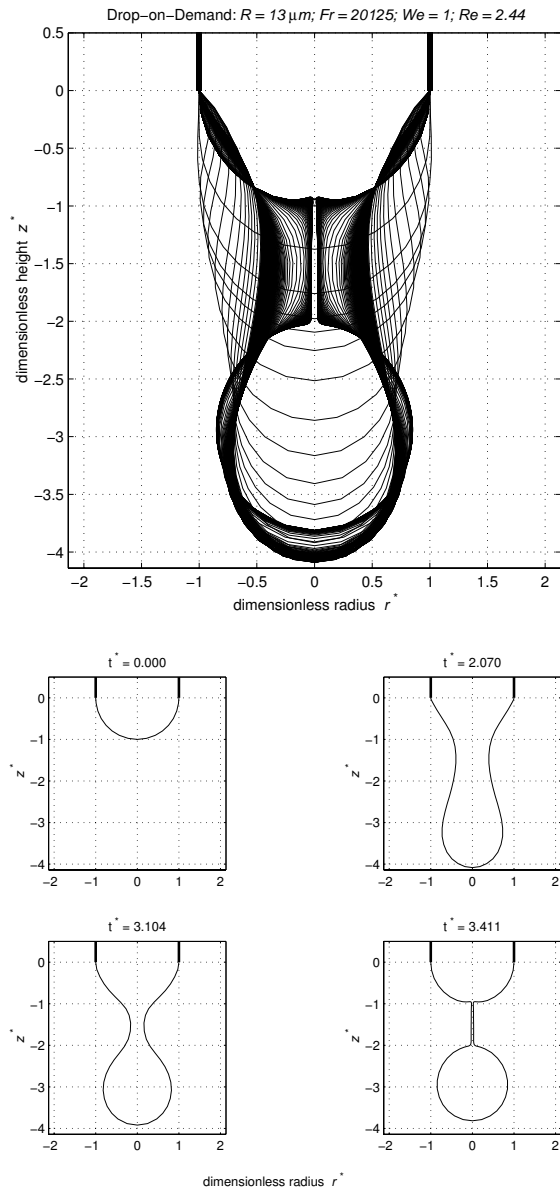 Drop−on−Demand: R = 13 μm; Fr = 20125; We = 1; Re = 2.44
dimensionless height z*
0.5
0
−0.5
−1
−1.5
−2
−2.5
−3
−3.5
−4
−2 −1.5 −1 −0.5 0 0.5 1 1.5 2
dimensionless radius r*
t* = 0.000
z*
0
−1
−2
−3
−4
−2 −1 0 1 2
t* = 2.070
z*
0
−1
−2
−3
−4
−2 −1 0 1 2
t* = 3.104
z*
0
−1
−2
−3
−4
−2 −1 0 1 2
t* = 3.411
z*
0
−1
−2
−3
−4
−2 −1 0 1 2
dimensionless radius r*